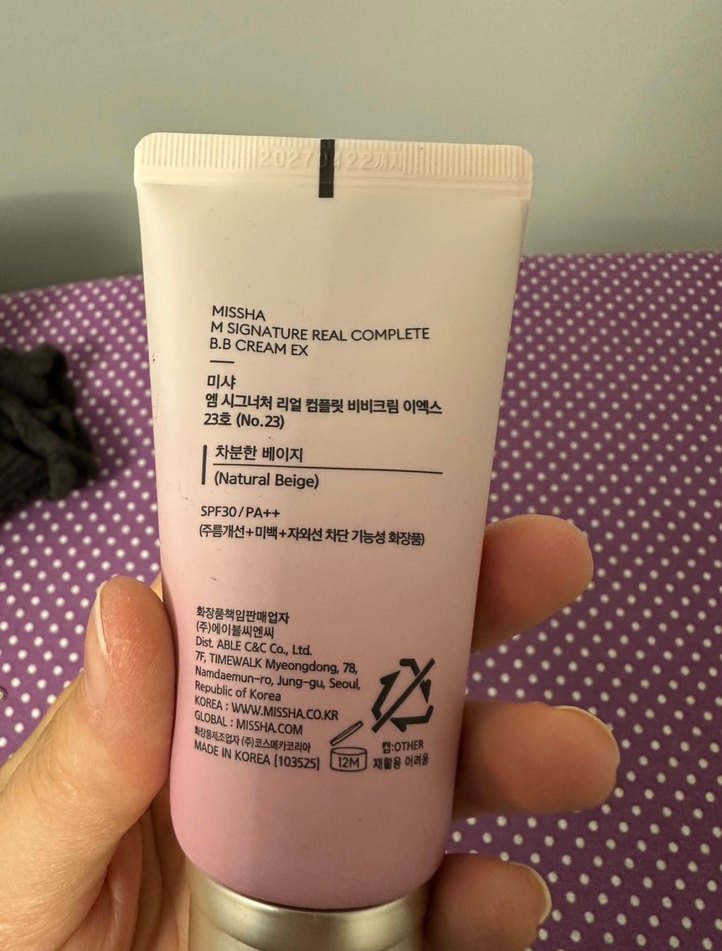 20270422까지
MISSHA
M SIGNATURE REAL COMPLETE
B.B CREAM EX
미샤
엠 시그너처 리얼 컴플릿 비비크림 이엑스
23호 (No.23)
차분한 베이지
(Natural Beige)
SPF30 / PA++
(주름개선+미백+자외선 차단 기능성 화장품)
화장품책임판매업자
(주)에이블씨엔씨
Dist. ABLE C&C Co., Ltd.
7F, TIMEWALK Myeongdong, 78,
Namdaemun-ro, Jung-gu, Seoul,
Republic of Korea
KOREA : WWW.MISSHA.CO.KR
GLOBAL : MISSHA.COM
화장품제조업자 (주)코스메카코리아
MADE IN KOREA [103525]
12M
캡:OTHER
재활용 어려움